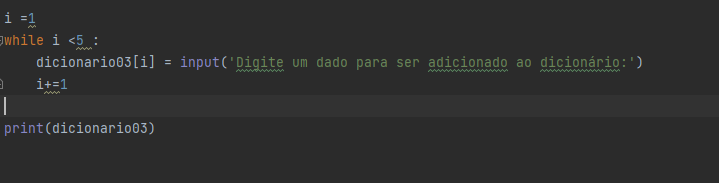 i =1
while i <5 :
    dicionario03[i] = input('Digite um dado para ser adicionado ao dicionário:')
    i+=1
print(dicionario03)